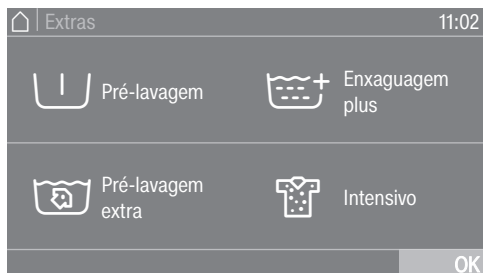 Extras 11:02
Pré-lavagem
Enxaguagem
plus
Pré-lavagem
extra
Intensivo
OK